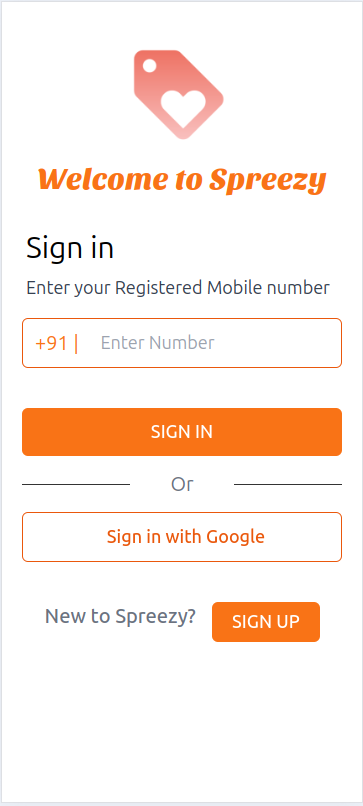 Welcome to Spreezy
Sign in
Enter your Registered Mobile number
+91 | Enter Number
SIGN IN
Or
Sign in with Google
New to Spreezy? SIGN UP